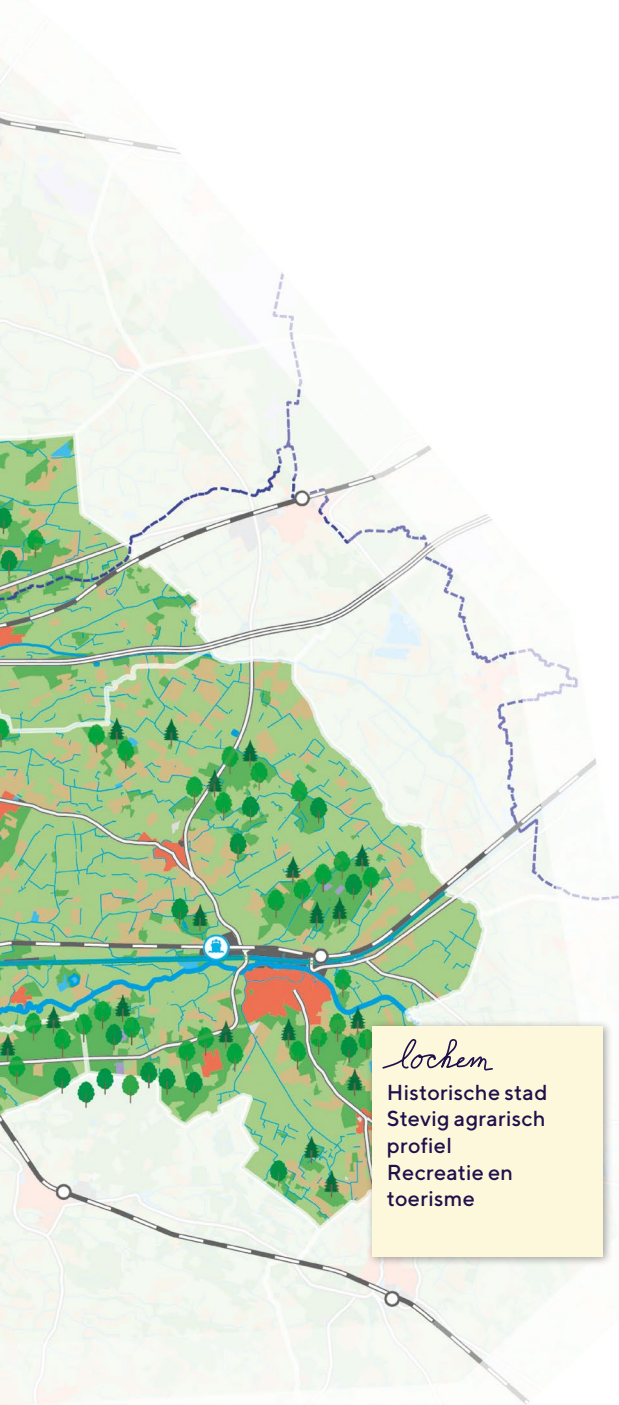 lochem
Historische stad
Stevig agrarisch
profiel
Recreatie en
toerisme